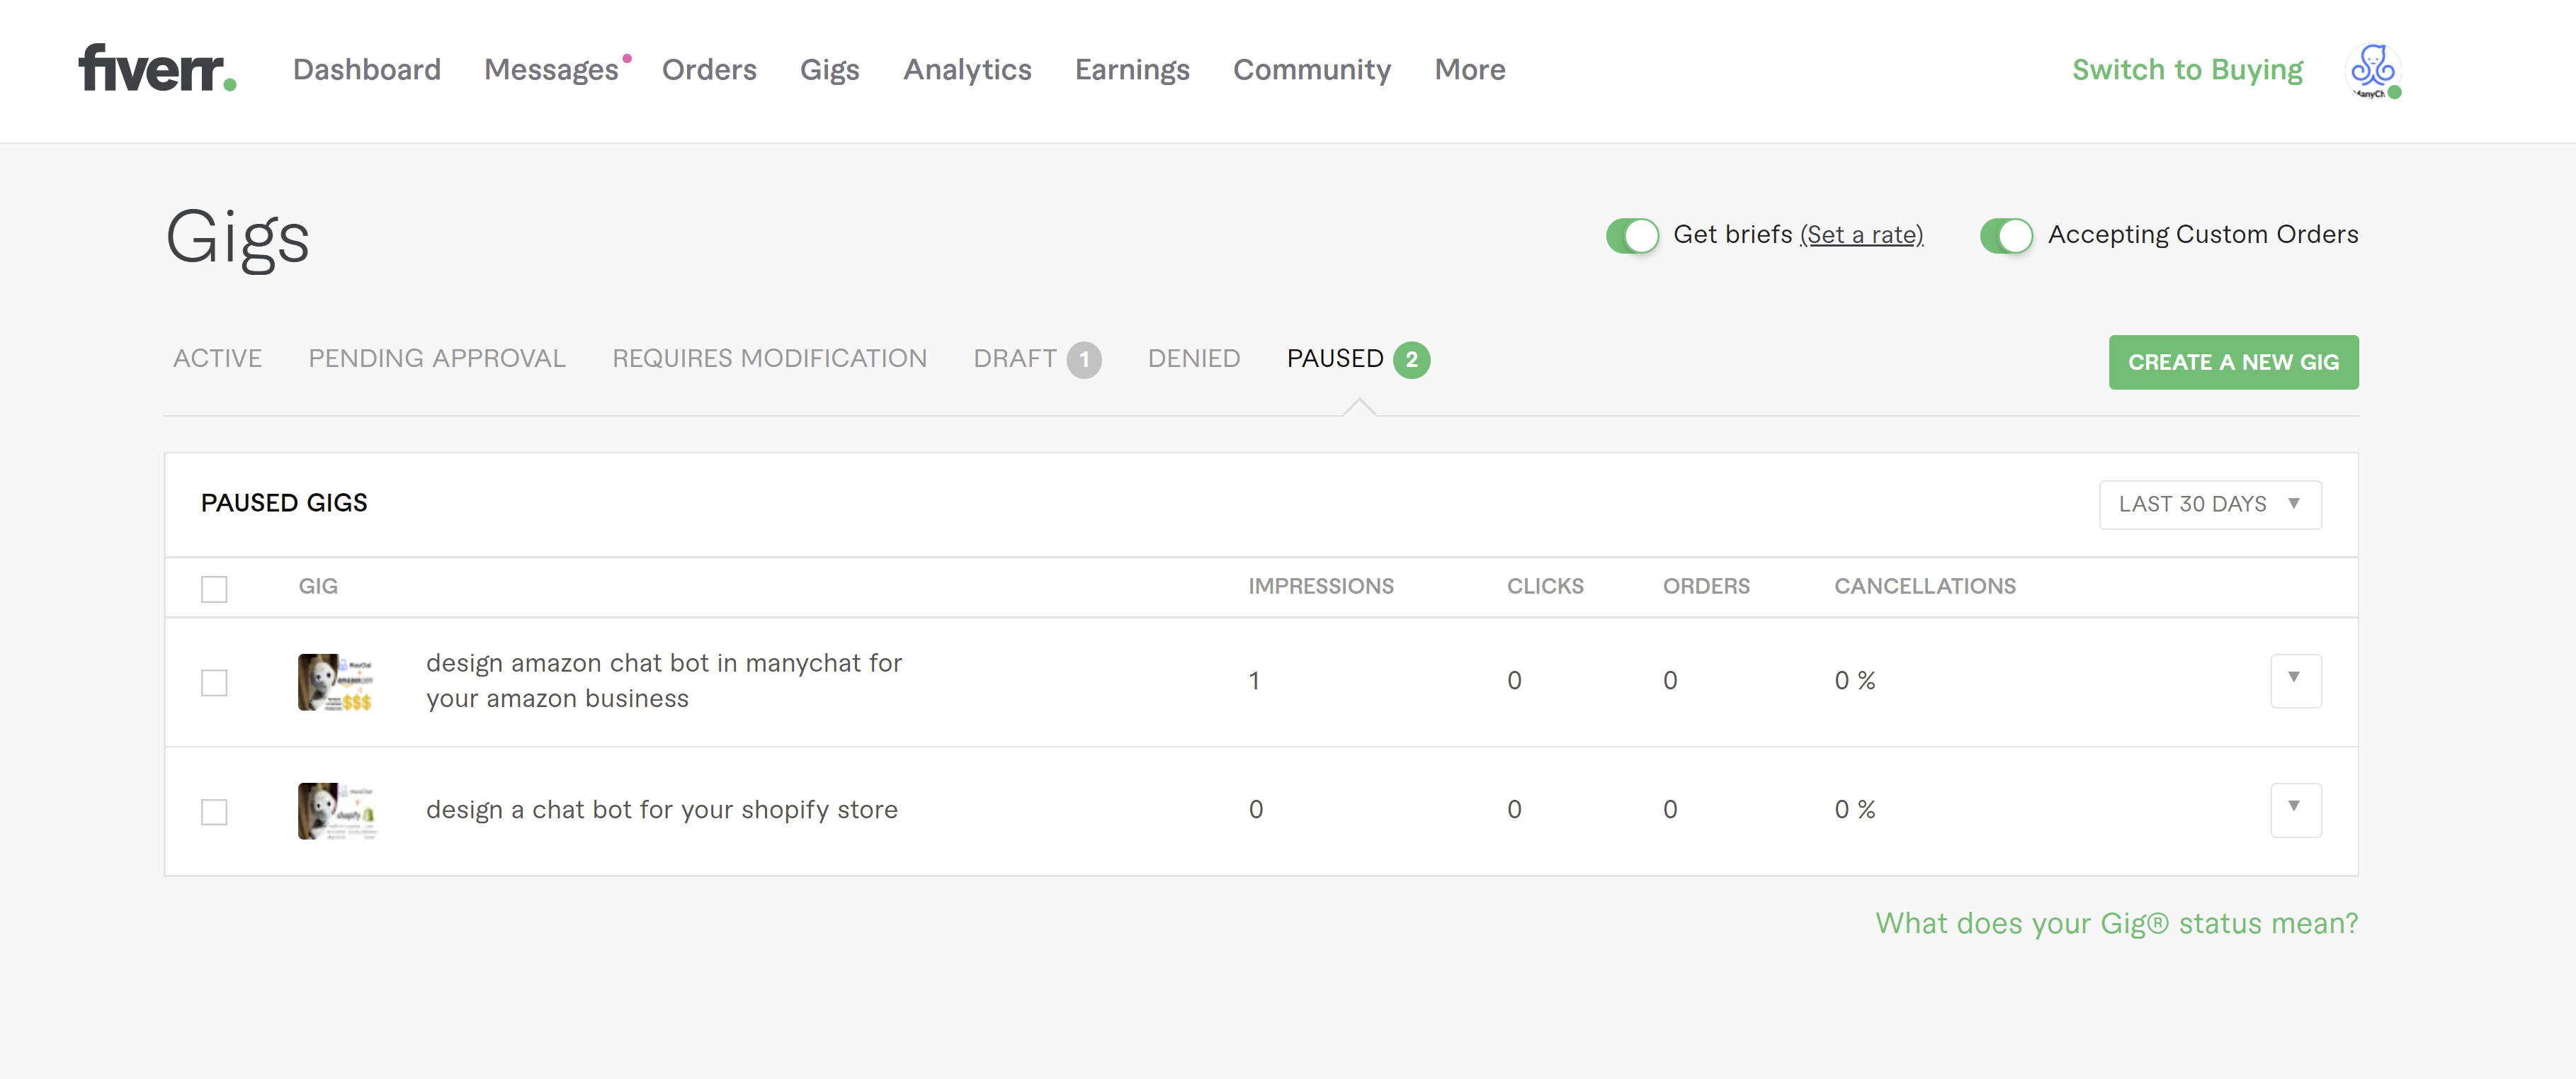 fiverr.
Dashboard Messages Orders Gigs Analytics Earnings Community More Switch to Buying
Gigs
Get briefs (Set a rate) Accepting Custom Orders
ACTIVE PENDING APPROVAL REQUIRES MODIFICATION DRAFT 1 DENIED PAUSED 2 CREATE A NEW GIG
PAUSED GIGS LAST 30 DAYS
GIG IMPRESSIONS CLICKS ORDERS CANCELLATIONS
design amazon chat bot in manychat for
your amazon business
1 0 0 0 %
$$$
shopify
design a chat bot for your shopify store 0 0 0 0 %
What does your Gig® status mean?